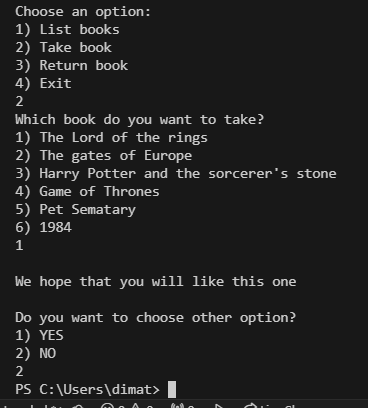 Choose an option:
1) List books
2) Take book
3) Return book
4) Exit
2
Which book do you want to take?
1) The Lord of the rings
2) The gates of Europe
3) Harry Potter and the sorcerer's stone
4) Game of Thrones
5) Pet Sematary
6) 1984
1
We hope that you will like this one
Do you want to choose other option?
1) YES
2) NO
2
PS C:\Users\dimat>